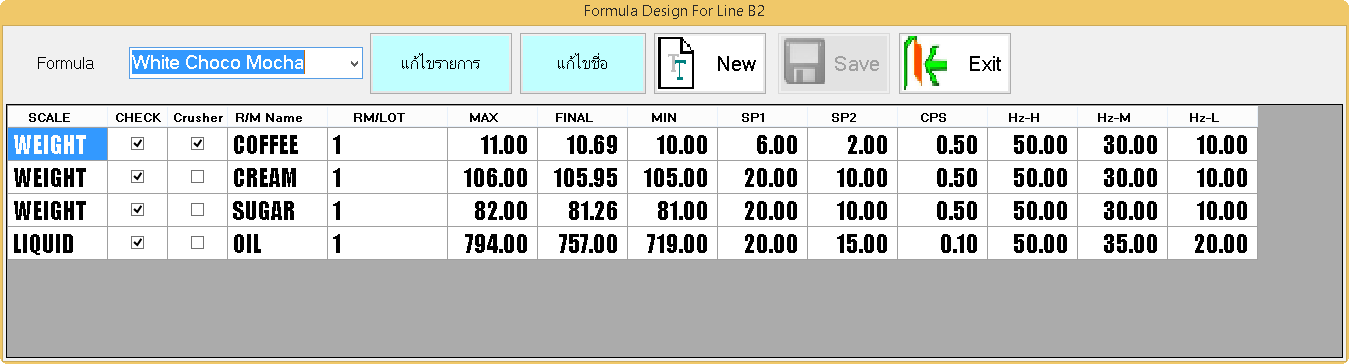 Formula Design For Line B2
Formula White Choco Mocha แก้ไขรายการ แก้ไขชื่อ New Save Exit
SCALE CHECK Crusher R/M Name RM/LOT MAX FINAL MIN SP1 SP2 CPS Hz-H Hz-M Hz-L
WEIGHT COFFEE 1 11.00 10.69 10.00 6.00 2.00 0.50 50.00 30.00 10.00
WEIGHT CREAM 1 106.00 105.95 105.00 20.00 10.00 0.50 50.00 30.00 10.00
WEIGHT SUGAR 1 82.00 81.26 81.00 20.00 10.00 0.50 50.00 30.00 10.00
LIQUID OIL 1 794.00 757.00 719.00 20.00 15.00 0.10 50.00 35.00 20.00